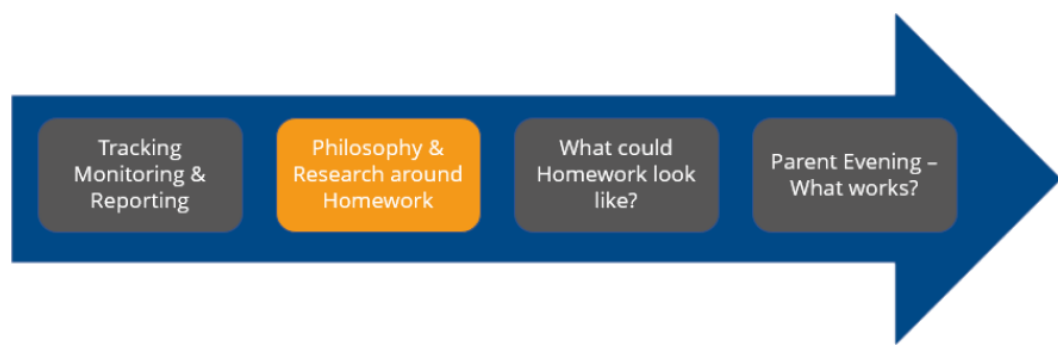 Tracking
Monitoring &
Reporting
Philosophy &
Research around
Homework
What could
Homework look
like?
Parent Evening –
What works?